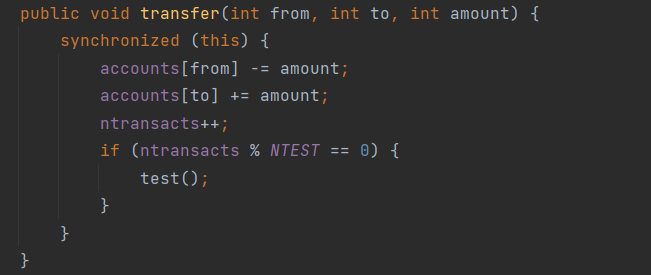 public void transfer(int from, int to, int amount) {
    synchronized (this) {
        accounts[from] -= amount;
        accounts[to] += amount;
        ntransacts++;
        if (ntransacts % NTEST == 0) {
            test();
        }
    }
}